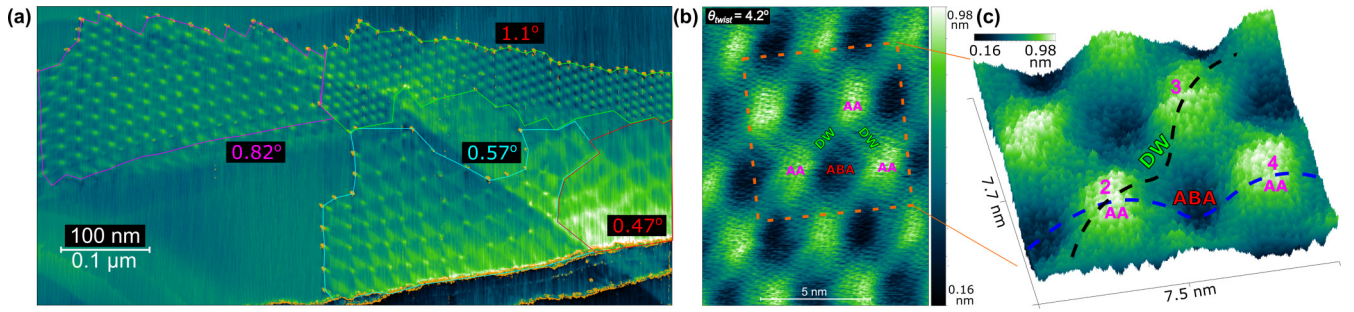 (a)
1.1°
0.82°
0.57°
0.47°
100 nm
0.1 µm
(b)
θtwist = 4.2°
AA
DW
DW
AA
ABA
AA
5 nm
0.98
nm
0.16
nm
(c)
0.16
0.98
nm
3
DW
2
AA
ABA
4
AA
7.7 nm
7.5 nm